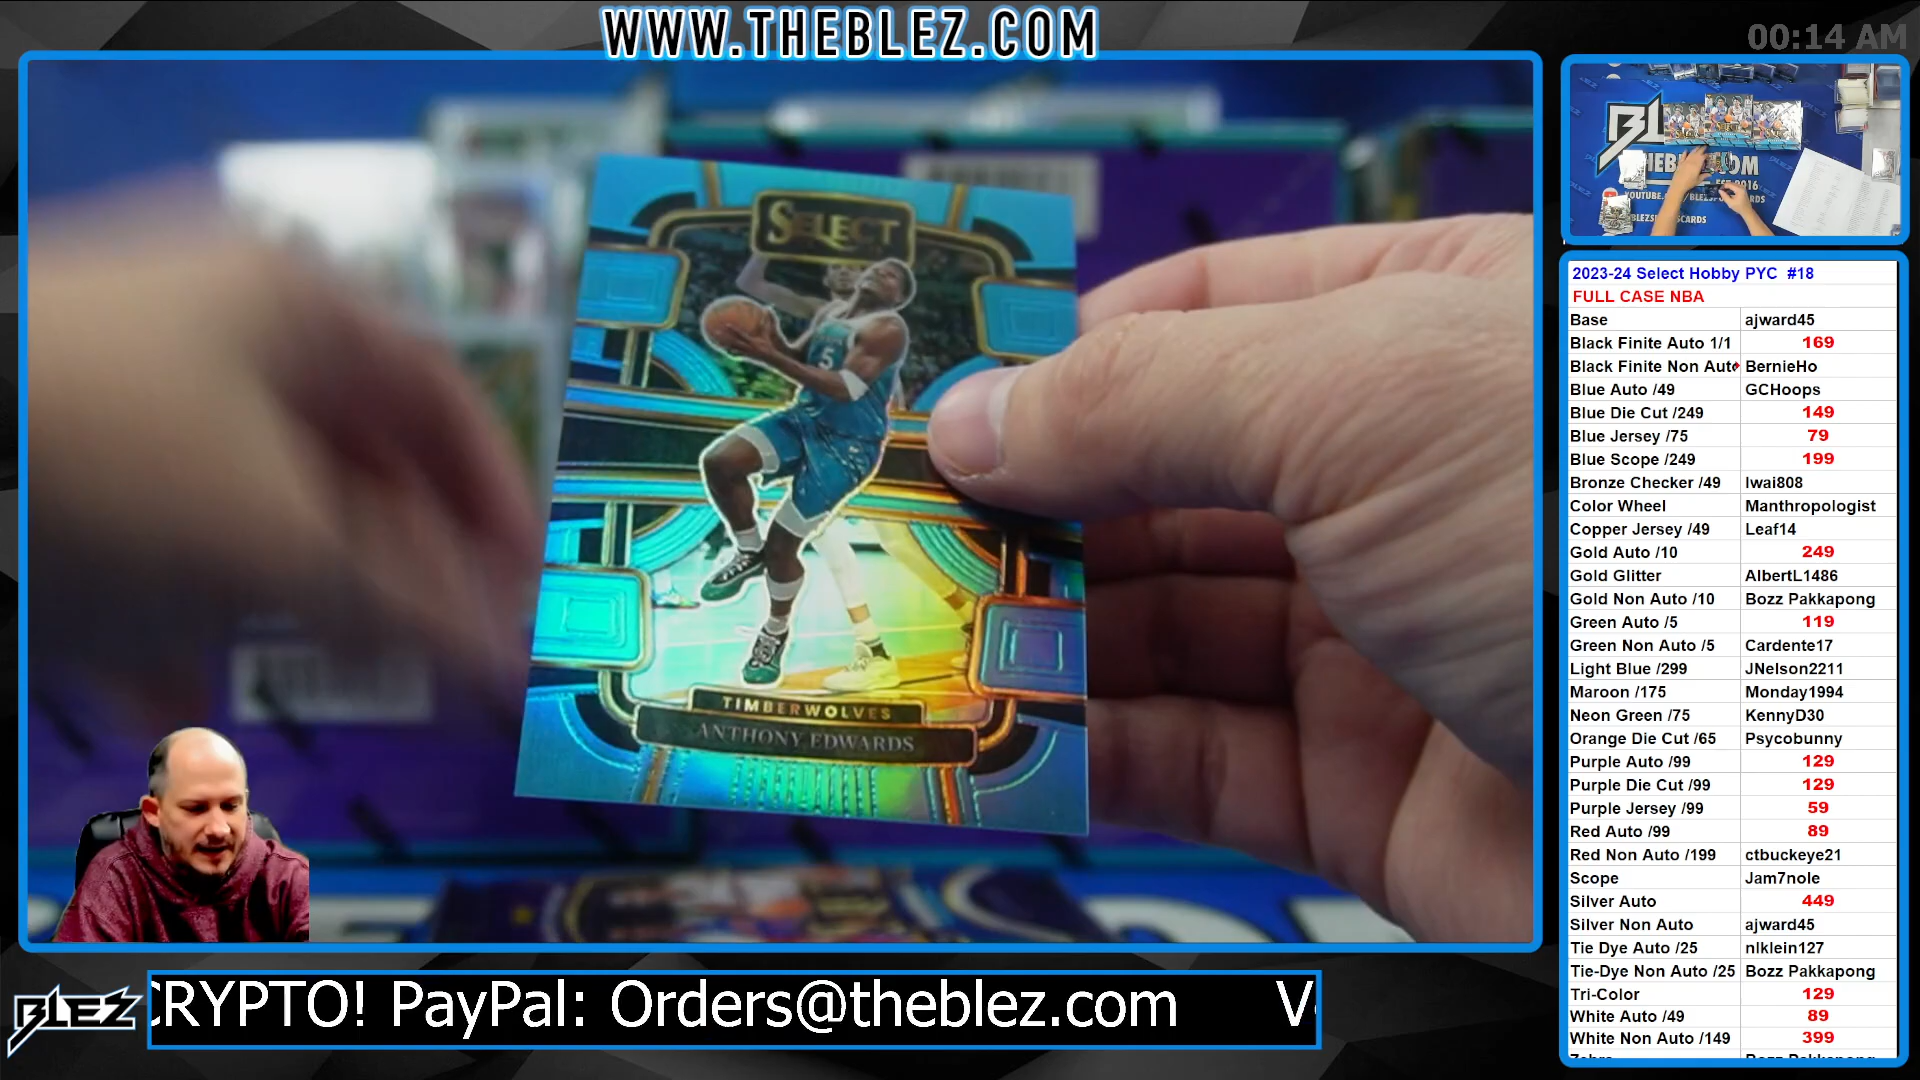 WWW.THEBLEZ.COM
00:14 AM
SELECT
5
TIMBERWOLVES
ANTHONY EDWARDS
BL
THEBLEZ.COM
2023-24 Select Hobby PYC #18
FULL CASE NBA
Base ajward45
Black Finite Auto 1/1 169
Black Finite Non Aut BernieHo
Blue Auto /49 GCHoops
Blue Die Cut /249 149
Blue Jersey /75 79
Blue Scope /249 199
Bronze Checker /49 Iwai808
Color Wheel Manthropologist
Copper Jersey /49 Leaf14
Gold Auto /10 249
Gold Glitter AlbertL1486
Gold Non Auto /10 Bozz Pakkapong
Green Auto /5 119
Green Non Auto /5 Cardente17
Light Blue /299 JNelson2211
Maroon /175 Monday1994
Neon Green /75 KennyD30
Orange Die Cut /65 Psycobunny
Purple Auto /99 129
Purple Die Cut /99 129
Purple Jersey /99 59
Red Auto /99 89
Red Non Auto /199 ctbuckeye21
Scope Jam7nole
Silver Auto 449
Silver Non Auto ajward45
Tie Dye Auto /25 nlklein127
Tie-Dye Non Auto /25 Bozz Pakkapong
Tri-Color 129
White Auto /49 89
White Non Auto /149 399
BLEZ
CRYPTO! PayPal: Orders@theblez.com